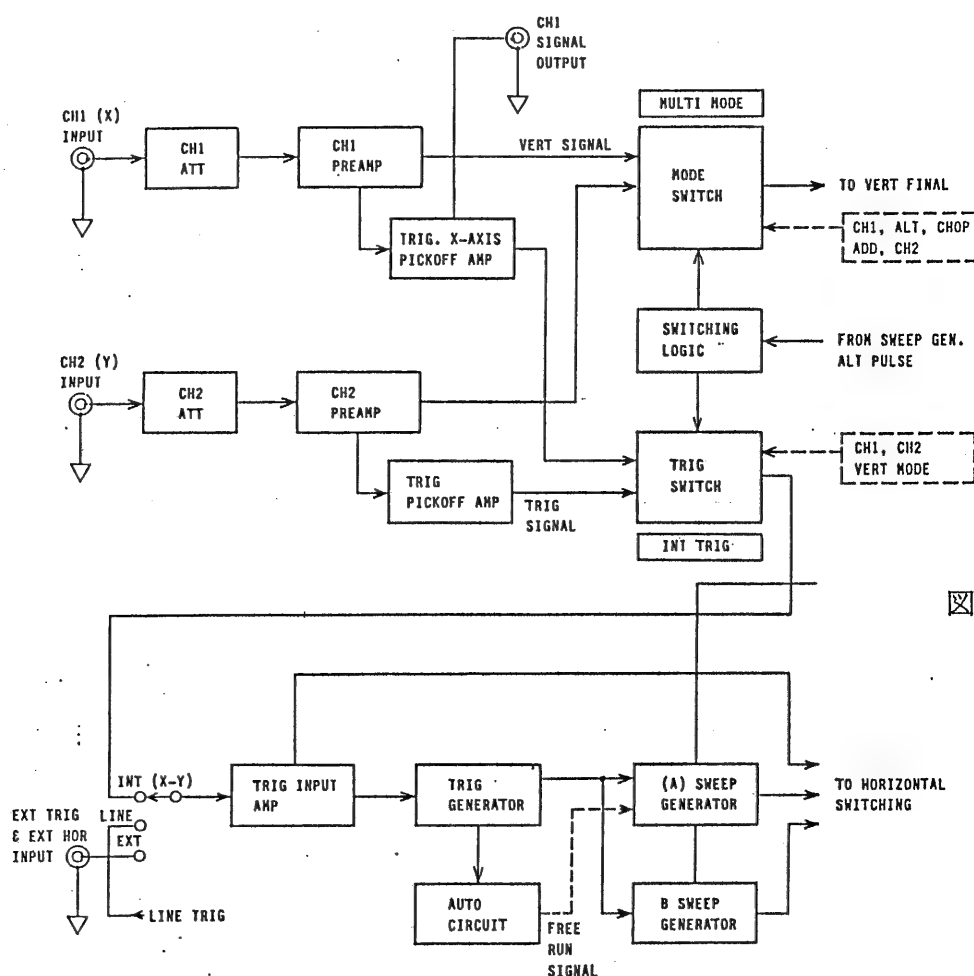 CH1
SIGNAL
OUTPUT
CH1 (X)
INPUT
CH1
ATT
CH1
PREAMP
VERT SIGNAL
MULTI MODE
MODE
SWITCH
TO VERT FINAL
CH1, ALT, CHOP
ADD, CH2
TRIG. X-AXIS
PICKOFF AMP
SWITCHING
LOGIC
FROM SWEEP GEN.
ALT PULSE
CH2 (Y)
INPUT
CH2
ATT
CH2
PREAMP
TRIG
PICKOFF AMP
TRIG
SIGNAL
TRIG
SWITCH
CH1, CH2
VERT MODE
INT TRIG
図
INT (X-Y)
LINE
EXT
EXT TRIG
& EXT HOR
INPUT
LINE TRIG
TRIG INPUT
AMP
TRIG
GENERATOR
AUTO
CIRCUIT
FREE
RUN
SIGNAL
(A) SWEEP
GENERATOR
B SWEEP
GENERATOR
TO HORIZONTAL
SWITCHING